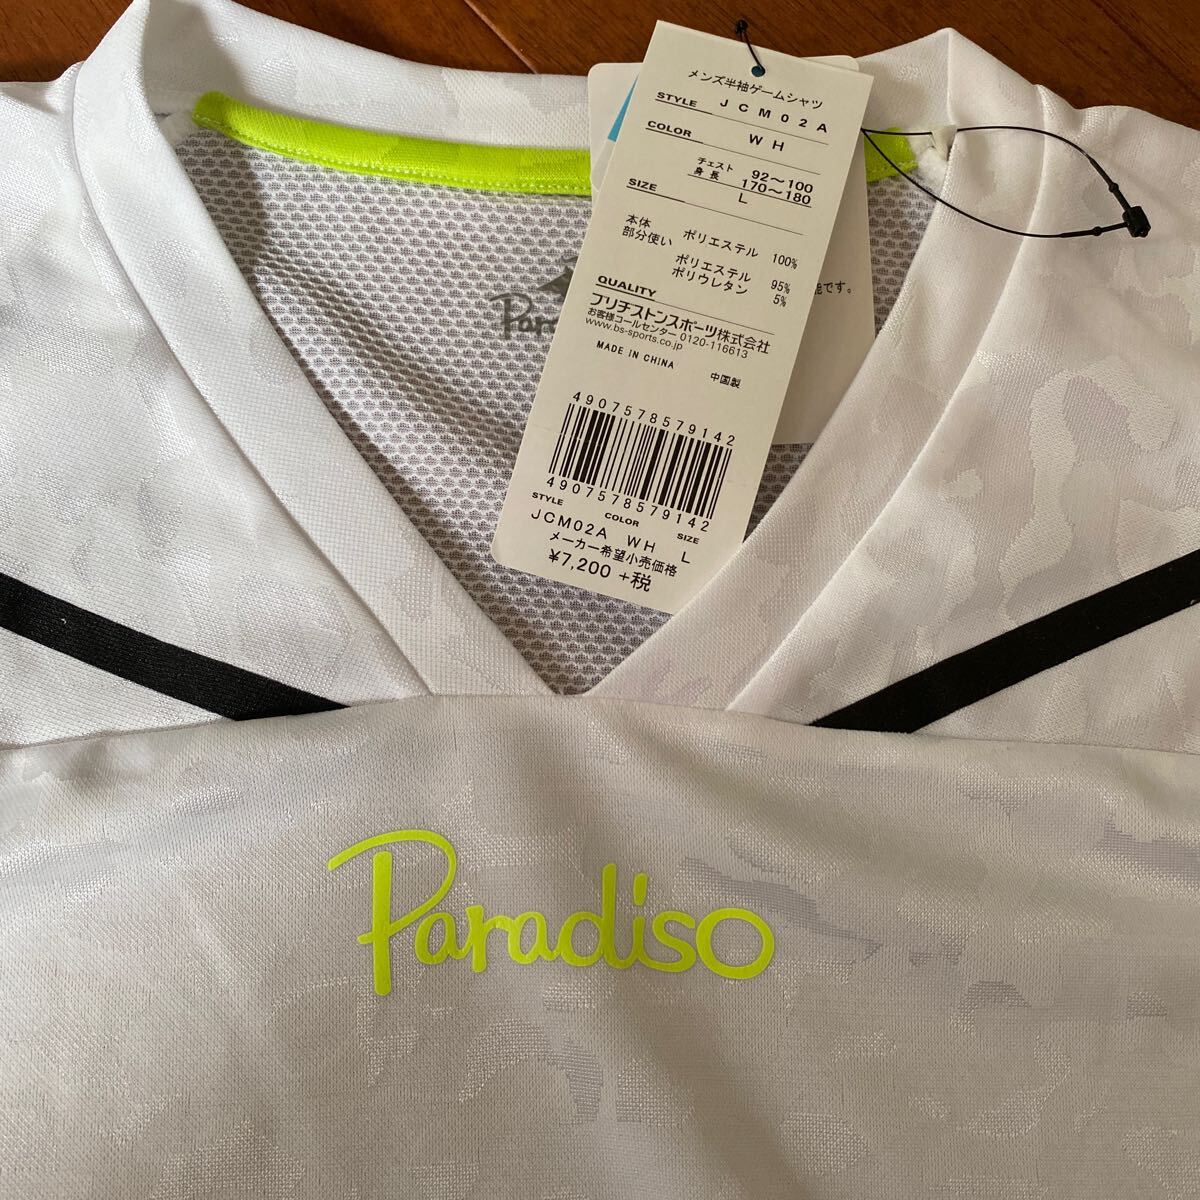 メンズ半袖ゲームシャツ
STYLE JCM02A
COLOR WH
チェスト 92〜100
身長 170〜180
SIZE L
本体 ポリエステル 100%
部分使い ポリエステル 95%
ポリウレタン 5%
QUALITY
ブリヂストンスポーツ株式会社
お客様コールセンター 0120-116613
www.bs-sports.co.jp
MADE IN CHINA 中国製
4907578579142
4907578579142
STYLE COLOR SIZE
JCM02A WH L
メーカー希望小売価格
¥7,200 +税
能です。
Paradiso